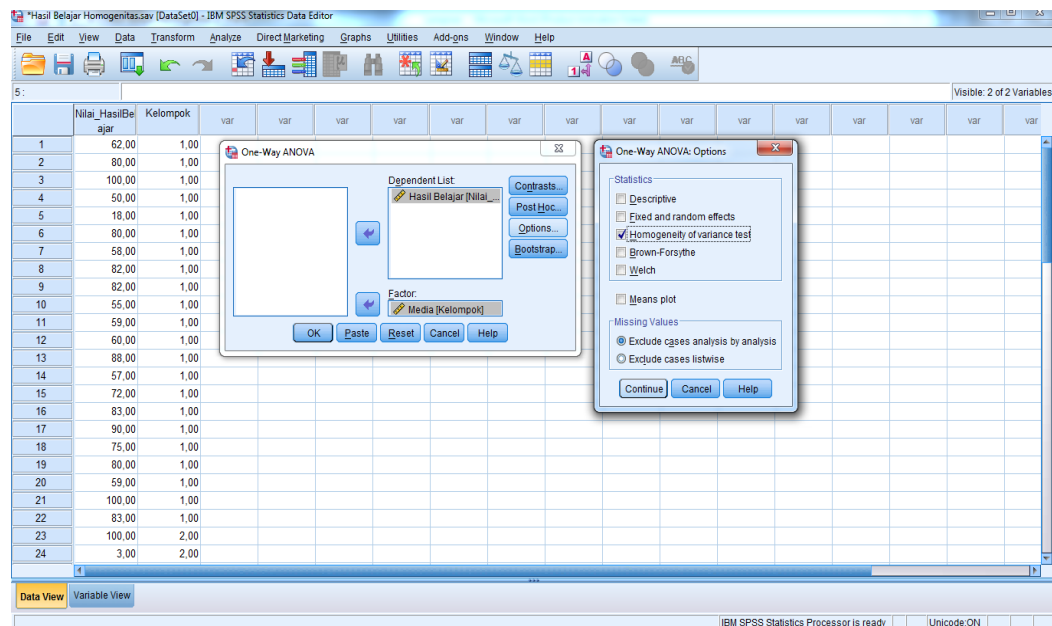 *Hasil Belajar Homogenitas.sav [DataSet0] - IBM SPSS Statistics Data Editor
File Edit View Data Transform Analyze Direct Marketing Graphs Utilities Add-ons Window Help
5 :
Visible: 2 of 2 Variables
Nilai_HasilBelajar Kelompok var var var var var var var var var var var var var var var
1 62,00 1,00
2 80,00 1,00
3 100,00 1,00
4 50,00 1,00
5 18,00 1,00
6 80,00 1,00
7 58,00 1,00
8 82,00 1,00
9 82,00 1,00
10 55,00 1,00
11 59,00 1,00
12 60,00 1,00
13 88,00 1,00
14 57,00 1,00
15 72,00 1,00
16 83,00 1,00
17 90,00 1,00
18 75,00 1,00
19 80,00 1,00
20 59,00 1,00
21 100,00 1,00
22 83,00 1,00
23 100,00 2,00
24 3,00 2,00
One-Way ANOVA
Dependent List:
Hasil Belajar [Nilai_...
Contrasts...
Post Hoc...
Options...
Bootstrap...
Factor:
Media [Kelompok]
OK Paste Reset Cancel Help
One-Way ANOVA: Options
Statistics
Descriptive
Fixed and random effects
Homogeneity of variance test
Brown-Forsythe
Welch
Means plot
Missing Values
Exclude cases analysis by analysis
Exclude cases listwise
Continue Cancel Help
Data View Variable View
IBM SPSS Statistics Processor is ready Unicode:ON